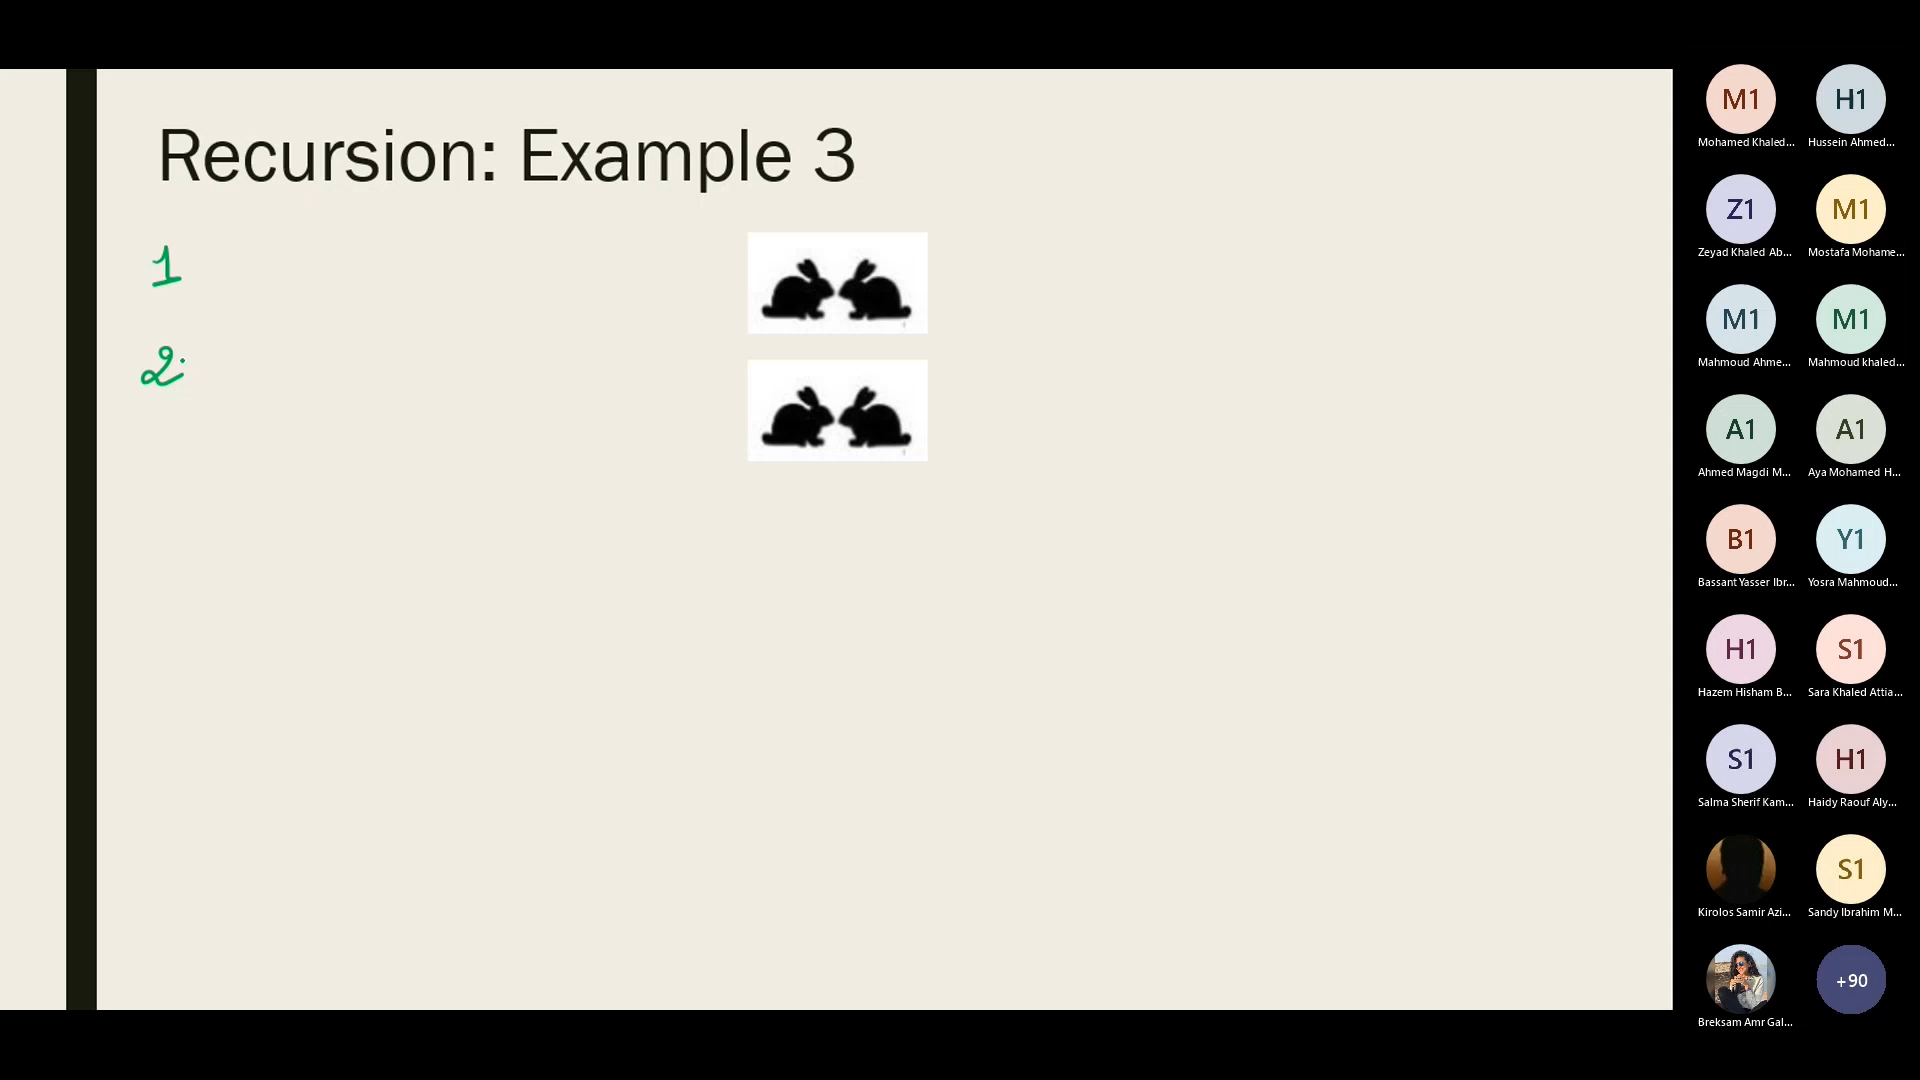 Recursion: Example 3
1
2
M1
H1
Mohamed Khaled...
Hussein Ahmed...
Z1
M1
Zeyad Khaled Ab...
Mostafa Mohame...
M1
M1
Mahmoud Ahme...
Mahmoud khaled...
A1
A1
Ahmed Magdi M...
Aya Mohamed H...
B1
Y1
Bassant Yasser Ibr...
Yosra Mahmoud...
H1
S1
Hazem Hisham B...
Sara Khaled Attia...
S1
H1
Salma Sherif Kam...
Haidy Raouf Aly...
S1
Kirolos Samir Azi...
Sandy Ibrahim M...
+90
Breksam Amr Gal...